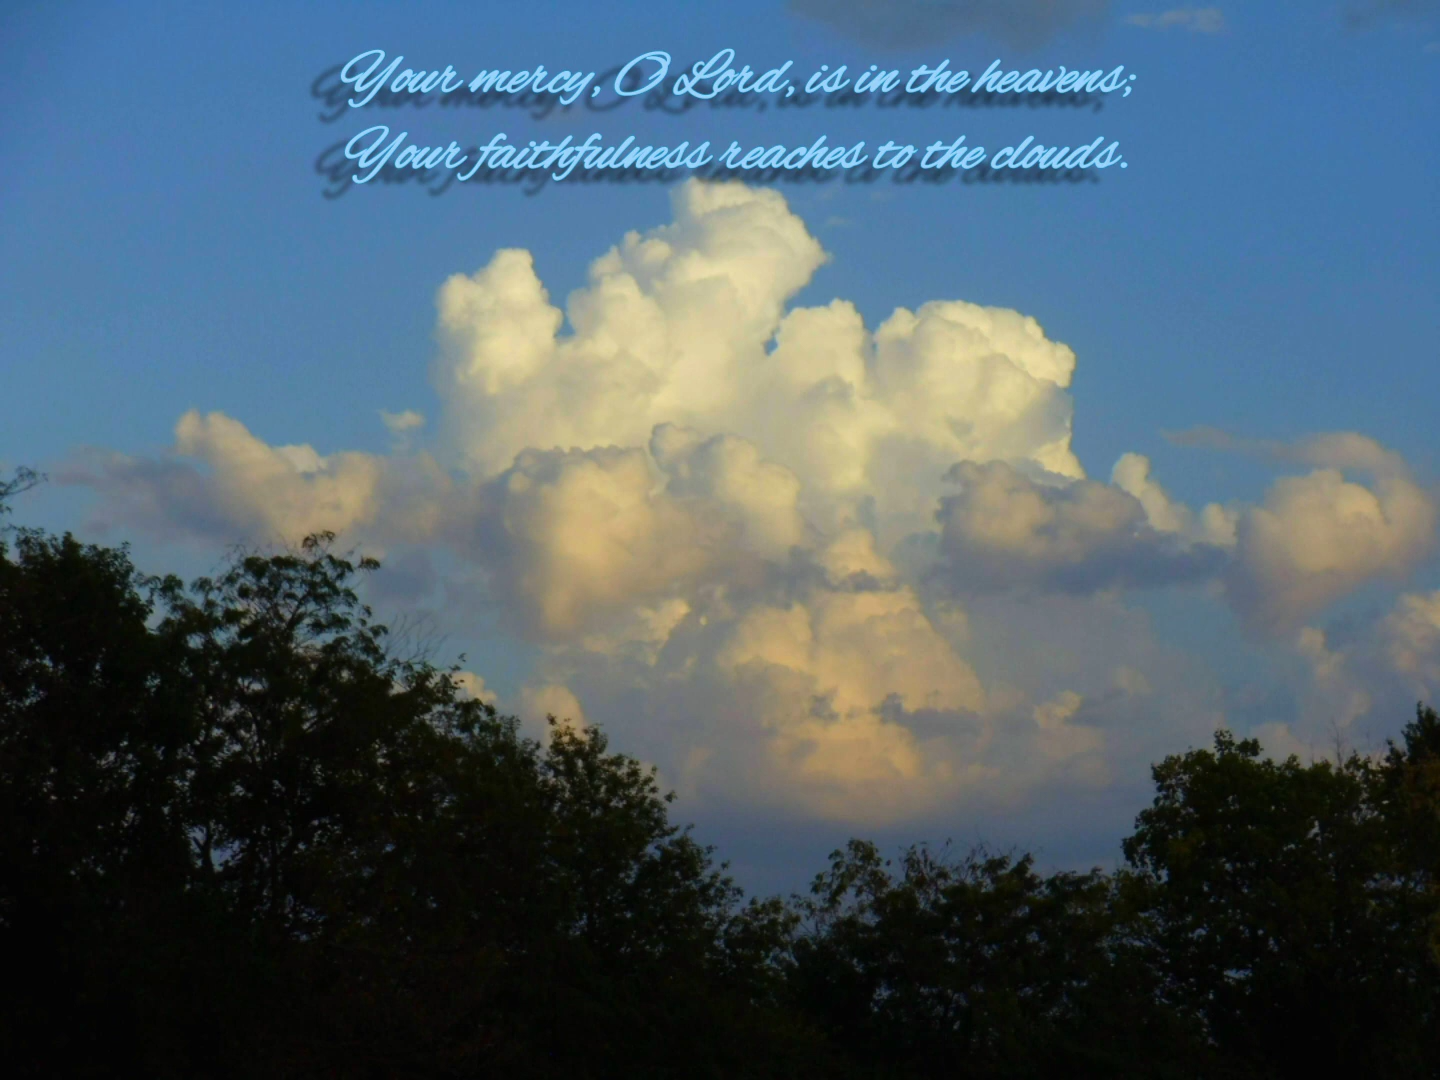 Your mercy, O Lord, is in the heavens;
Your faithfulness reaches to the clouds.